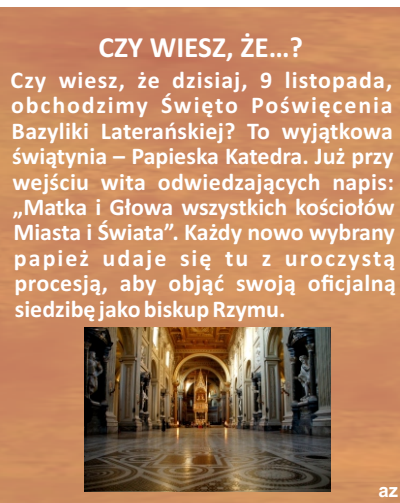 CZY WIESZ, ŻE...?
Czy wiesz, że dzisiaj, 9 listopada,
obchodzimy Święto Poświęcenia
Bazyliki Laterańskiej? To wyjątkowa
świątynia – Papieska Katedra. Już przy
wejściu wita odwiedzających napis:
„Matka i Głowa wszystkich kościołów
Miasta i Świata”. Każdy nowo wybrany
papież udaje się tu z uroczystą
procesją, aby objąć swoją oficjalną
siedzibę jako biskup Rzymu.
az